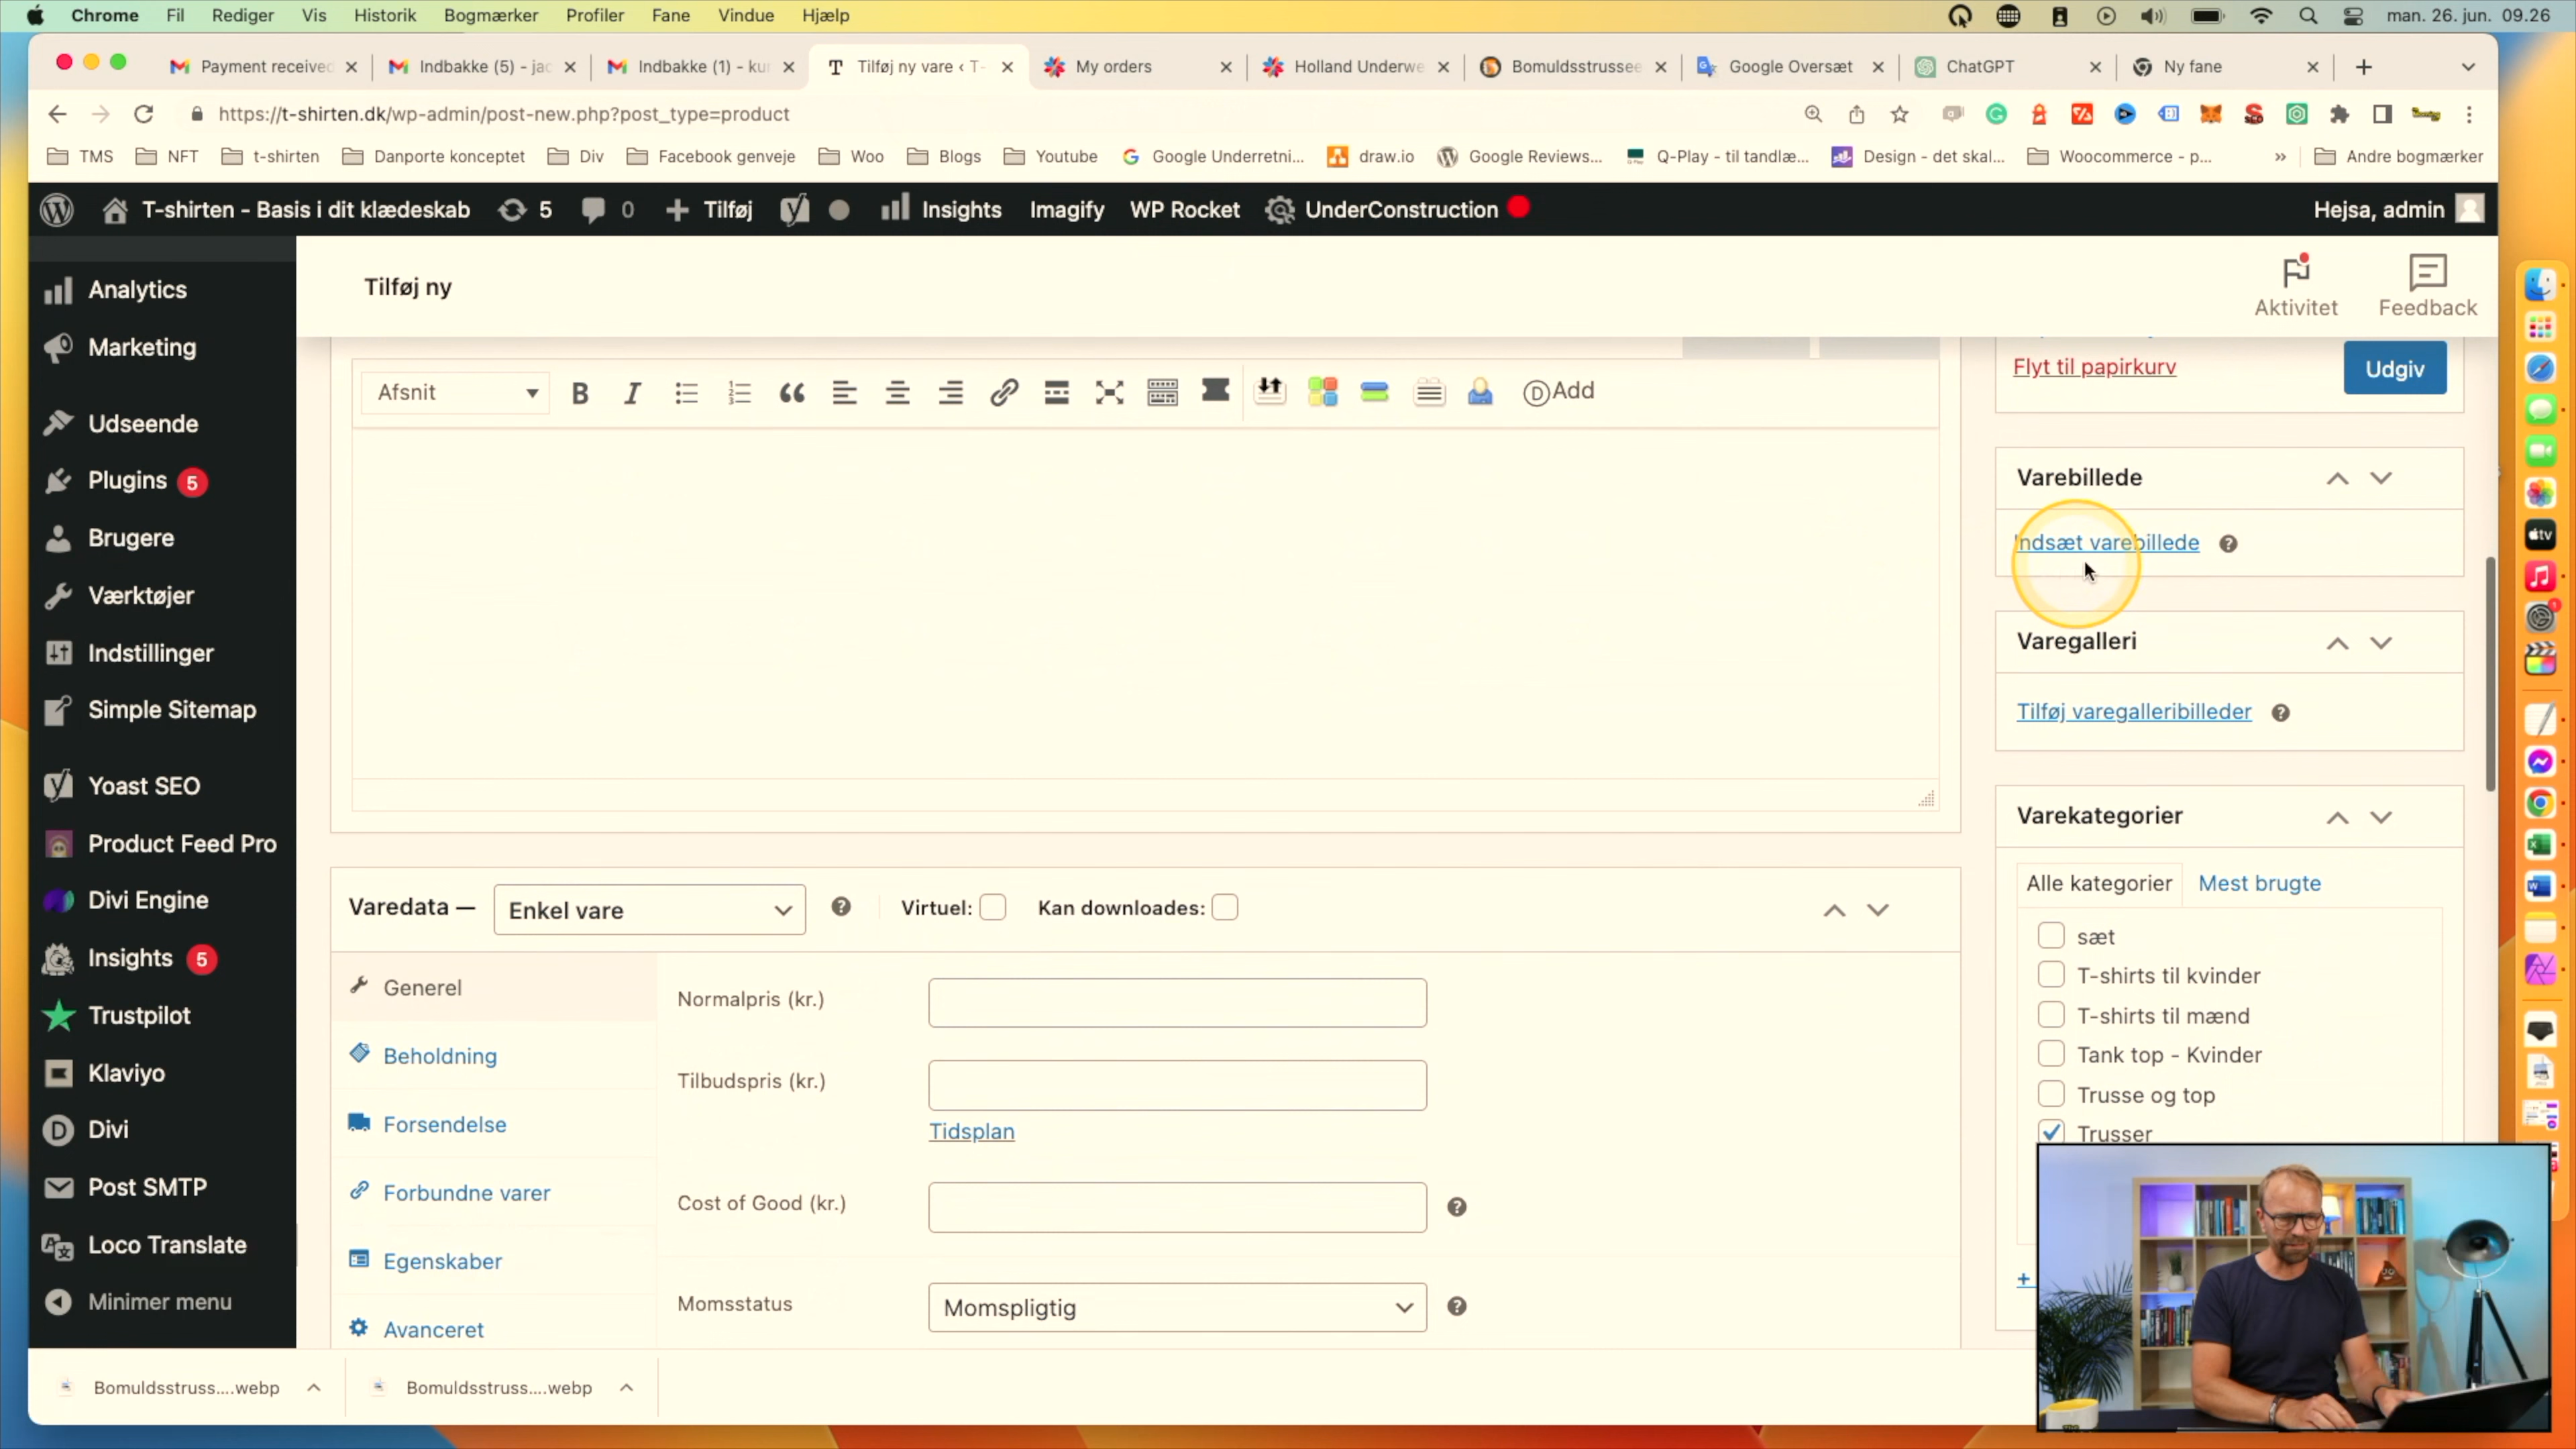 Chrome Fil Rediger Vis Historik Bogmærker Profiler Fane Vindue Hjælp man. 26. jun. 09.26
Payment received Indbakke (5) - jac Indbakke (1) - kun Tilføj ny vare ‹ T- My orders Holland Underwe Bomuldsstrussee Google Oversæt ChatGPT Ny fane
https://t-shirten.dk/wp-admin/post-new.php?post_type=product
TMS NFT t-shirten Danporte konceptet Div Facebook genveje Woo Blogs Youtube Google Underretni... draw.io Google Reviews... Q-Play - til tandlæ... Design - det skal... Woocommerce - p... » Andre bogmærker
T-shirten - Basis i dit klædeskab 5 0 Tilføj Insights Imagify WP Rocket UnderConstruction Hejsa, admin
Analytics
Marketing
Udseende
Plugins 5
Brugere
Værktøjer
Indstillinger
Simple Sitemap
Yoast SEO
Product Feed Pro
Divi Engine
Insights 5
Trustpilot
Klaviyo
Divi
Post SMTP
Loco Translate
Minimer menu
Tilføj ny
Aktivitet Feedback
Afsnit B I Add
Flyt til papirkurv Udgiv
Varebillede
Indsæt varebillede
Varegalleri
Tilføj varegalleribilleder
Varekategorier
Alle kategorier Mest brugte
sæt
T-shirts til kvinder
T-shirts til mænd
Tank top - Kvinder
Trusse og top
Trusser
Varedata — Enkel vare Virtuel: Kan downloades:
Generel
Beholdning
Forsendelse
Forbundne varer
Egenskaber
Avanceret
Normalpris (kr.)
Tilbudspris (kr.)
Tidsplan
Cost of Good (kr.)
Momsstatus Momspligtig
Bomuldsstruss....webp Bomuldsstruss....webp